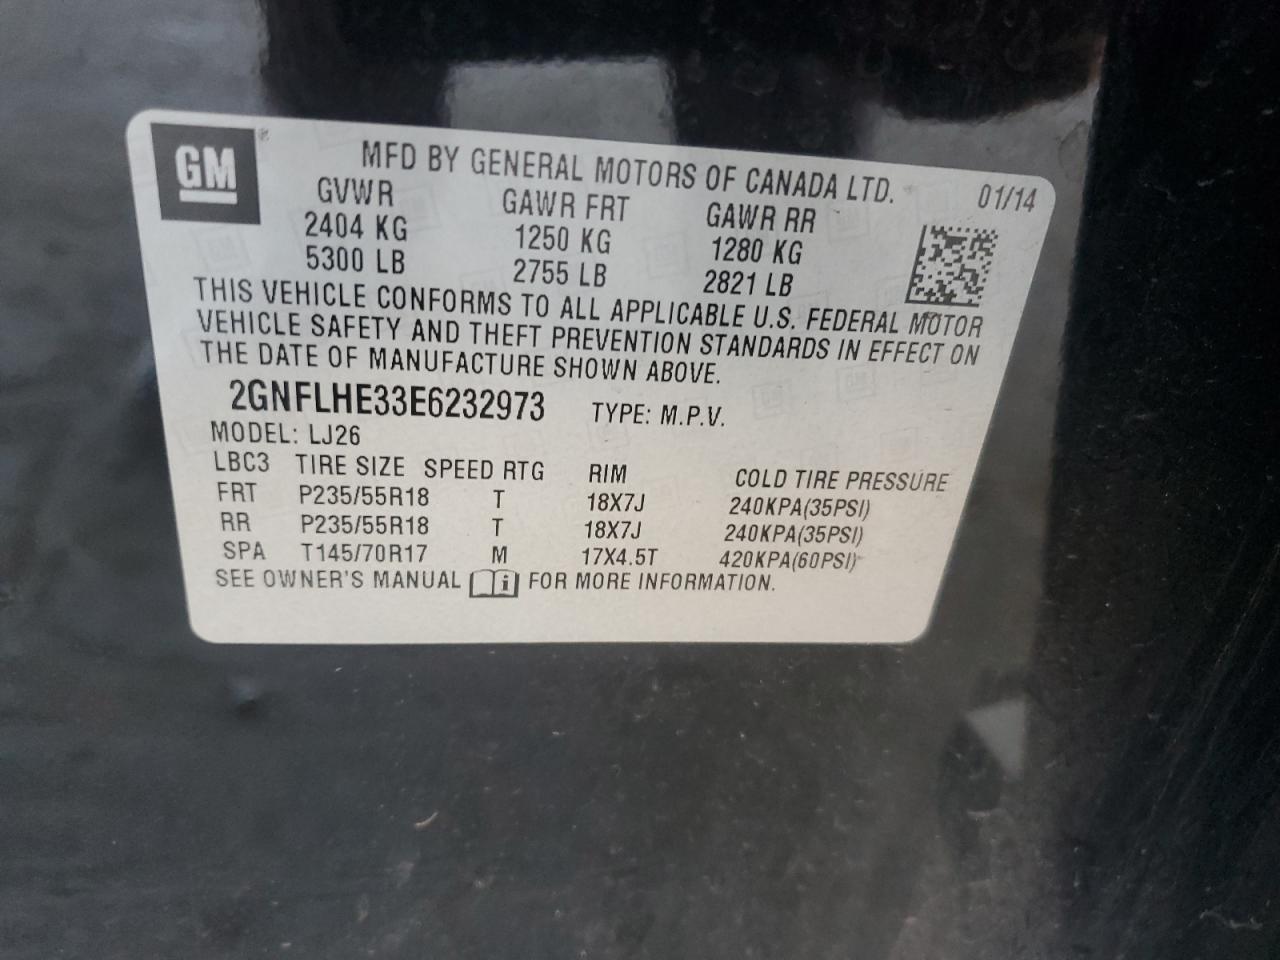 GM
MFD BY GENERAL MOTORS OF CANADA LTD. 01/14
GVWR GAWR FRT GAWR RR
2404 KG 1250 KG 1280 KG
5300 LB 2755 LB 2821 LB
THIS VEHICLE CONFORMS TO ALL APPLICABLE U.S. FEDERAL MOTOR
VEHICLE SAFETY AND THEFT PREVENTION STANDARDS IN EFFECT ON
THE DATE OF MANUFACTURE SHOWN ABOVE.
2GNFLHE33E6232973 TYPE: M.P.V.
MODEL: LJ26
LBC3 TIRE SIZE SPEED RTG RIM COLD TIRE PRESSURE
FRT P235/55R18 T 18X7J 240KPA(35PSI)
RR P235/55R18 T 18X7J 240KPA(35PSI)
SPA T145/70R17 M 17X4.5T 420KPA(60PSI)
SEE OWNER'S MANUAL i FOR MORE INFORMATION.